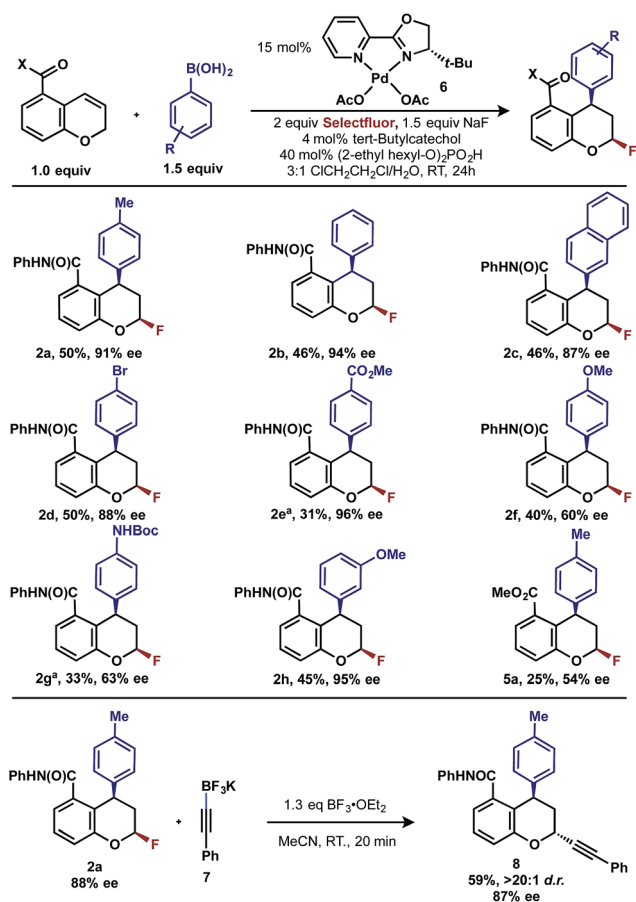 X
O
O
1.0 equiv
+
B(OH)2
R
1.5 equiv
15 mol%
N
O
N
t-Bu
Pd
AcO
OAc
6
2 equiv Selectfluor, 1.5 equiv NaF
4 mol% tert-Butylcatechol
40 mol% (2-ethyl hexyl-O)2PO2H
3:1 ClCH2CH2Cl/H2O, RT, 24h
R
X
O
O
F
Me
PhHN(O)C
O
F
2a, 50%, 91% ee
PhHN(O)C
O
F
2b, 46%, 94% ee
PhHN(O)C
O
F
2c, 46%, 87% ee
Br
PhHN(O)C
O
F
2d, 50%, 88% ee
CO2Me
PhHN(O)C
O
F
2eª, 31%, 96% ee
OMe
PhHN(O)C
O
F
2f, 40%, 60% ee
NHBoc
PhHN(O)C
O
F
2gª, 33%, 63% ee
OMe
PhHN(O)C
O
F
2h, 45%, 95% ee
Me
MeO2C
O
F
5a, 25%, 54% ee
Me
PhHN(O)C
O
F
2a
88% ee
+
BF3K
Ph
7
1.3 eq BF3•OEt2
MeCN, RT., 20 min
Me
PhHN(O)C
O
Ph
8
59%, >20:1 d.r.
87% ee